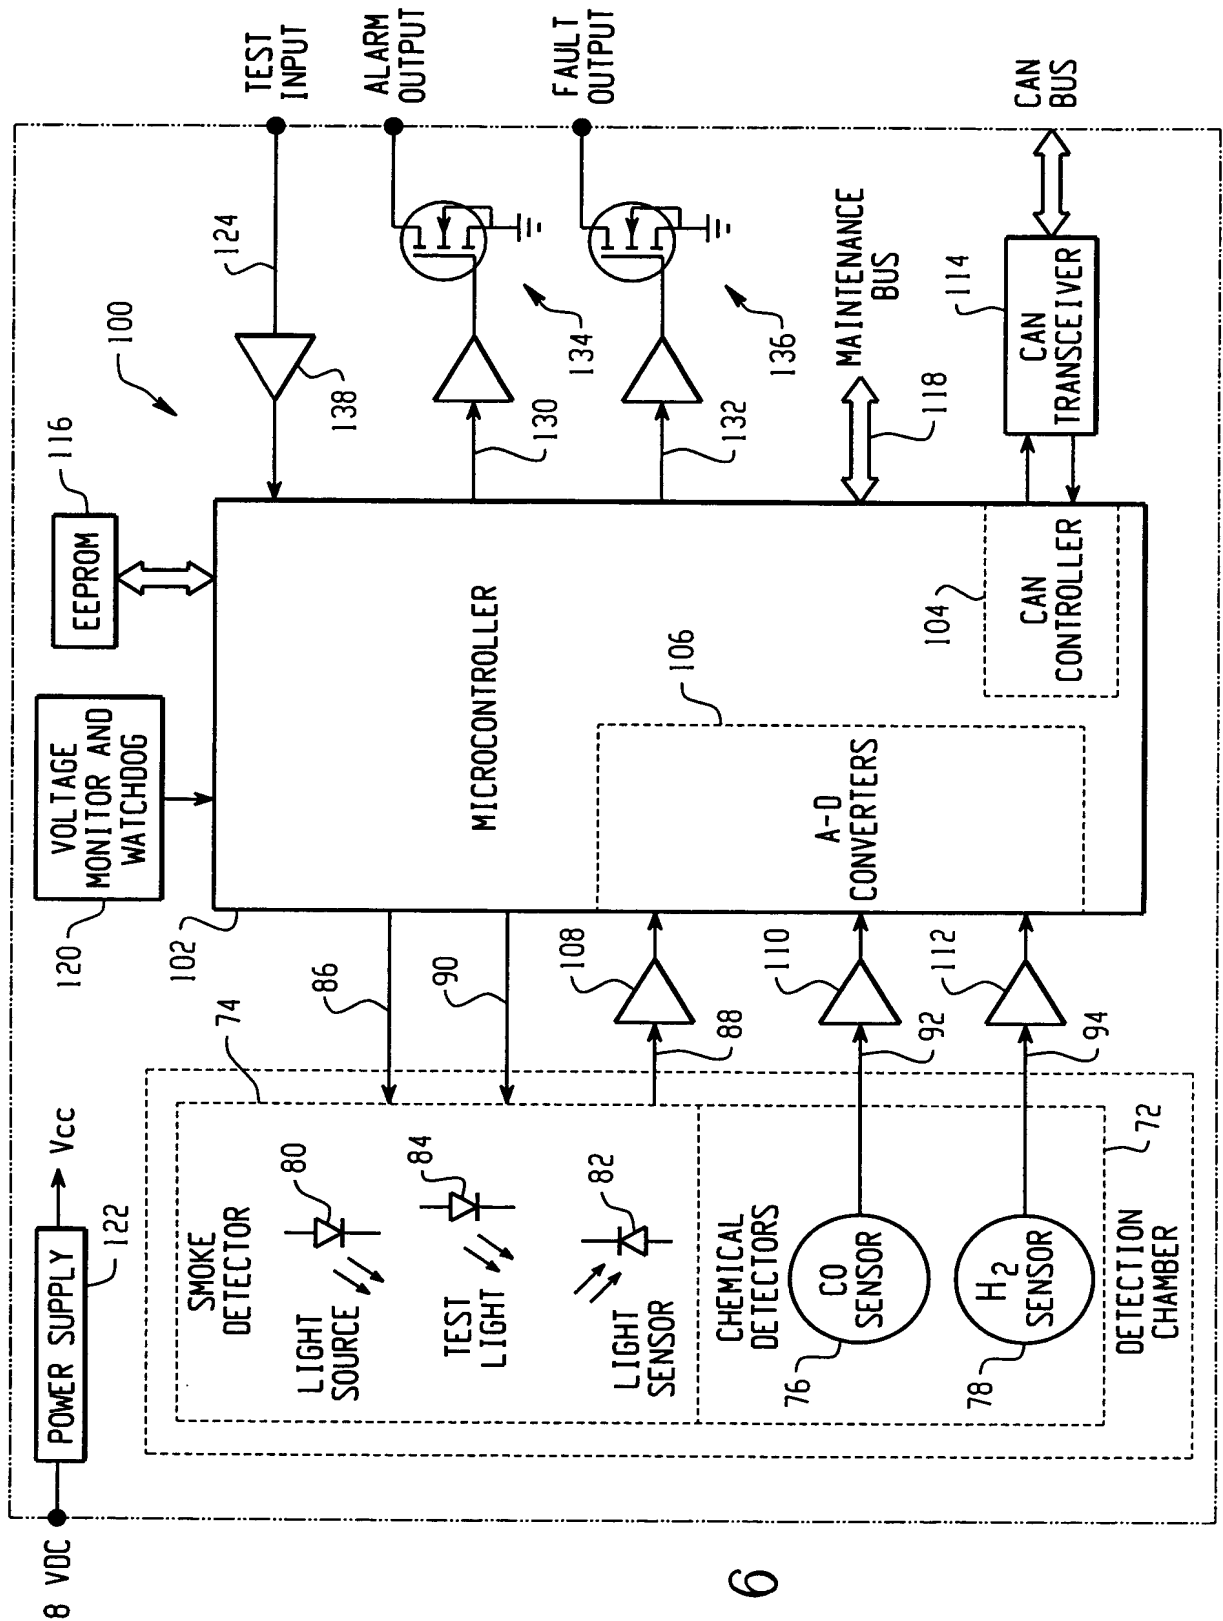 8 VDC
POWER SUPPLY
Vcc
122
120
VOLTAGE
MONITOR AND
WATCHDOG
EEPROM
116
100
74
102
SMOKE
DETECTOR
80
86
138
124
TEST
INPUT
LIGHT
SOURCE
84
90
ALARM
OUTPUT
TEST
LIGHT
MICROCONTROLLER
130
134
LIGHT
SENSOR
82
108
88
106
FAULT
OUTPUT
132
136
CHEMICAL
DETECTORS
76
CO
SENSOR
110
92
A-D
CONVERTERS
MAINTENANCE
BUS
118
78
H2
SENSOR
112
94
104
CAN
CONTROLLER
114
CAN
TRANSCEIVER
CAN
BUS
DETECTION
CHAMBER
72